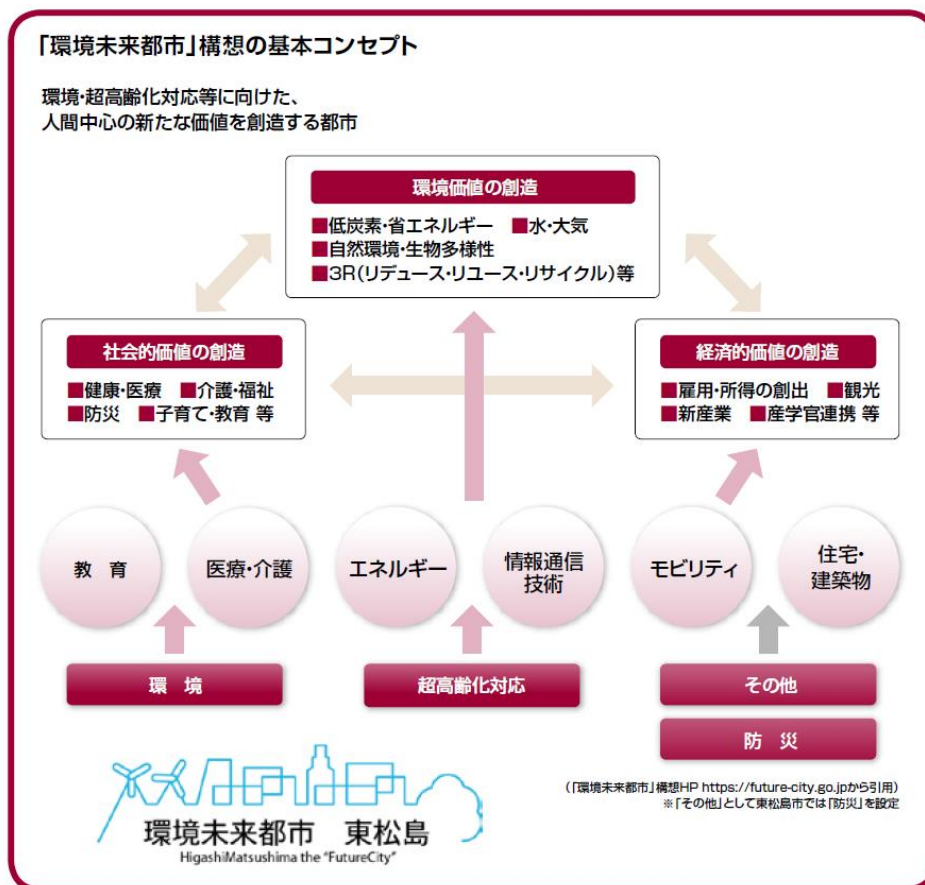 「環境未来都市」構想の基本コンセプト
環境・超高齢化対応等に向けた、
人間中心の新たな価値を創造する都市
環境価値の創造
■低炭素・省エネルギー ■水・大気
■自然環境・生物多様性
■3R(リデュース・リユース・リサイクル)等
社会的価値の創造
■健康・医療 ■介護・福祉
■防災 ■子育て・教育 等
経済的価値の創造
■雇用・所得の創出 ■観光
■新産業 ■産学官連携 等
教 育
医療・介護
エネルギー
情報通信
技術
モビリティ
住宅・
建築物
環 境
超高齢化対応
その他
防 災
(「環境未来都市」構想HP https://future-city.go.jpから引用)
※「その他」として東松島市では「防災」を設定
環境未来都市 東松島
HigashiMatsushima the "FutureCity"